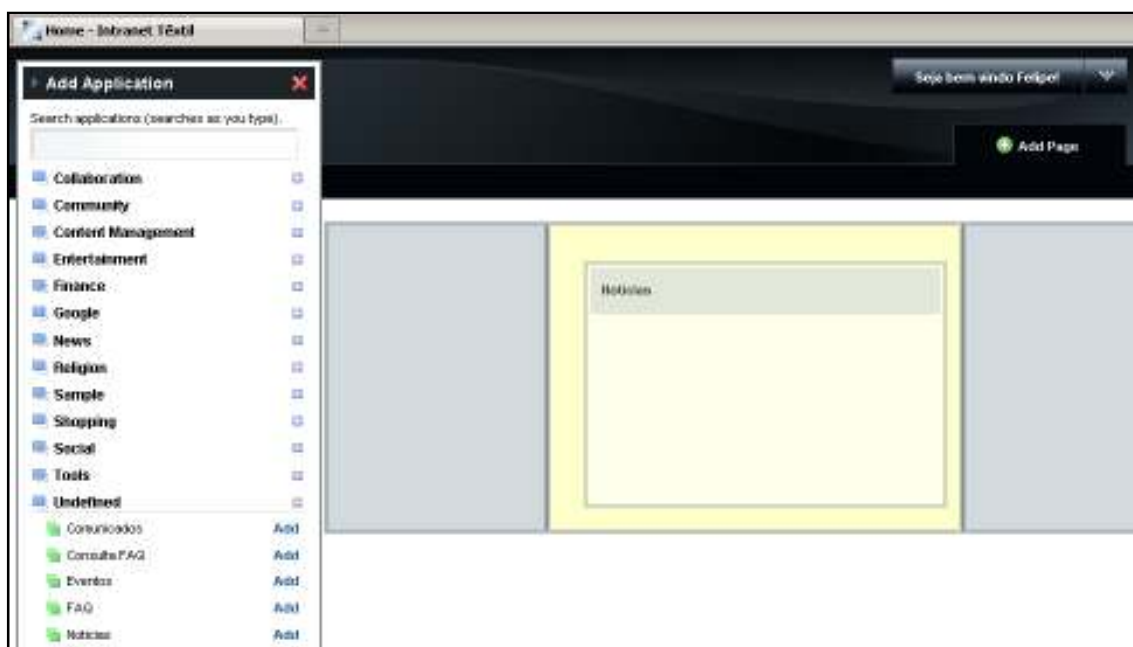 Home - Intranet Têxtil
Add Application
Search applications (searches as you type).
Collaboration
Community
Content Management
Entertainment
Finance
Google
News
Religion
Sample
Shopping
Social
Tools
Undefined
Comunicados Add
Consulta FAQ Add
Eventos Add
FAQ Add
Noticias Add
Seja bem vindo Felipe!
Add Page
Noticias